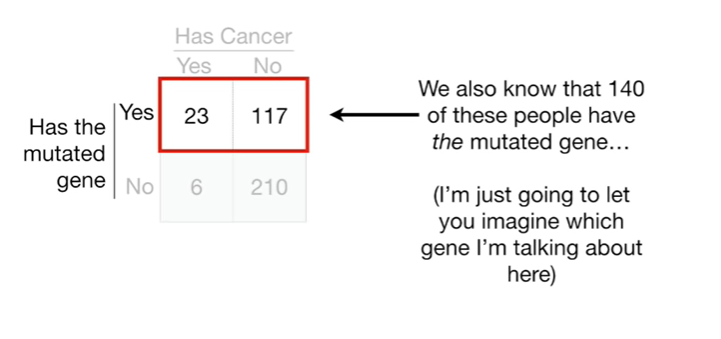 Has Cancer
Yes No
Yes 23 117
Has the
mutated
gene
No 6 210
We also know that 140
of these people have
the mutated gene…
(I'm just going to let
you imagine which
gene I'm talking about
here)